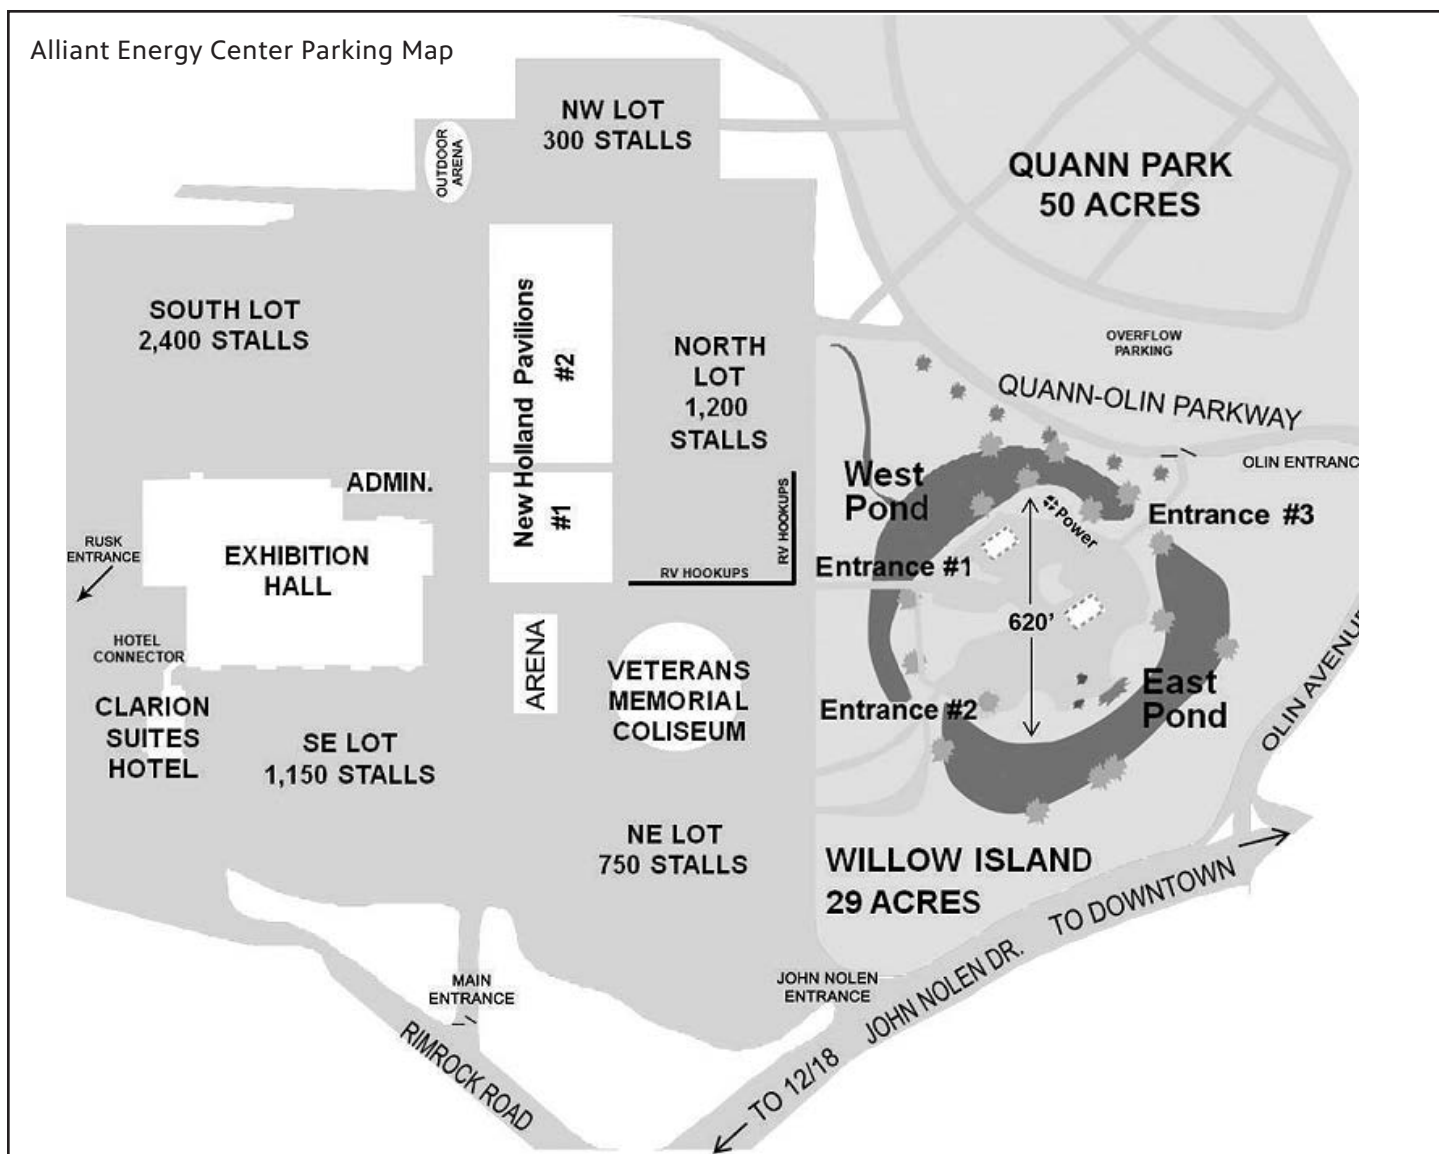 Alliant Energy Center Parking Map
NW LOT
300 STALLS
OUTDOOR
ARENA
QUANN PARK
50 ACRES
SOUTH LOT
2,400 STALLS
New Holland Pavilions
#2
#1
NORTH
LOT
1,200
STALLS
OVERFLOW
PARKING
QUANN-OLIN PARKWAY
OLIN ENTRANC
ADMIN.
West
Pond
Power
Entrance #3
RV HOOKUPS
RV HOOKUPS
RUSK
ENTRANCE
EXHIBITION
HALL
Entrance #1
620'
HOTEL
CONNECTOR
ARENA
VETERANS
MEMORIAL
COLISEUM
Entrance #2
East
Pond
OLIN AVENUE
CLARION
SUITES
HOTEL
SE LOT
1,150 STALLS
NE LOT
750 STALLS
WILLOW ISLAND
29 ACRES
TO DOWNTOWN
JOHN NOLEN DR.
TO 12/18
JOHN NOLEN
ENTRANCE
MAIN
ENTRANCE
RIMROCK ROAD